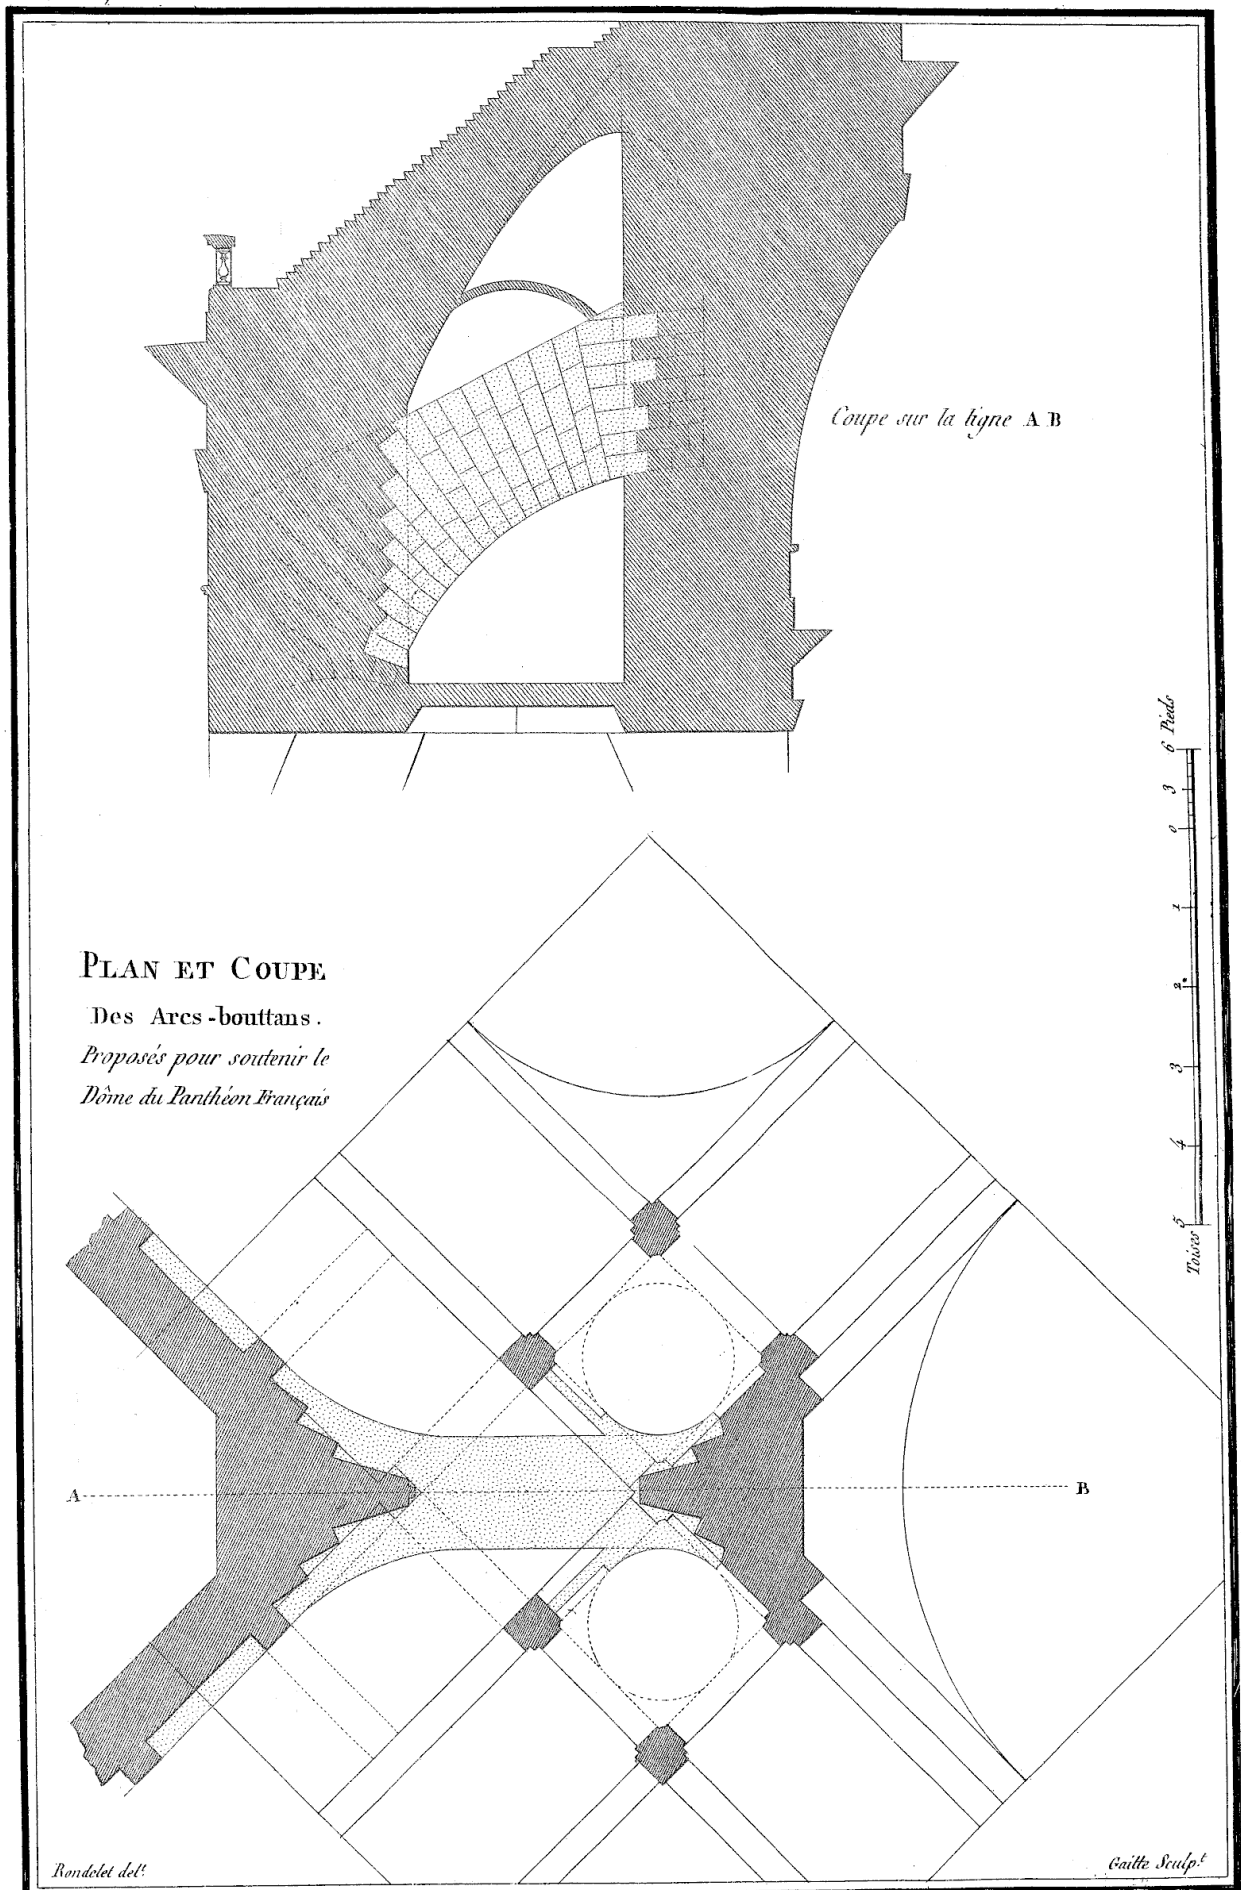 Coupe sur la ligne A B
6 Pieds
3
0
1
2
3
4
5
Toises
PLAN ET COUPE
Des Arcs-bouttans.
Proposés pour soutenir le
Dôme du Panthéon Français
A
B
Rondelet del.t
Gaitte Sculp.t